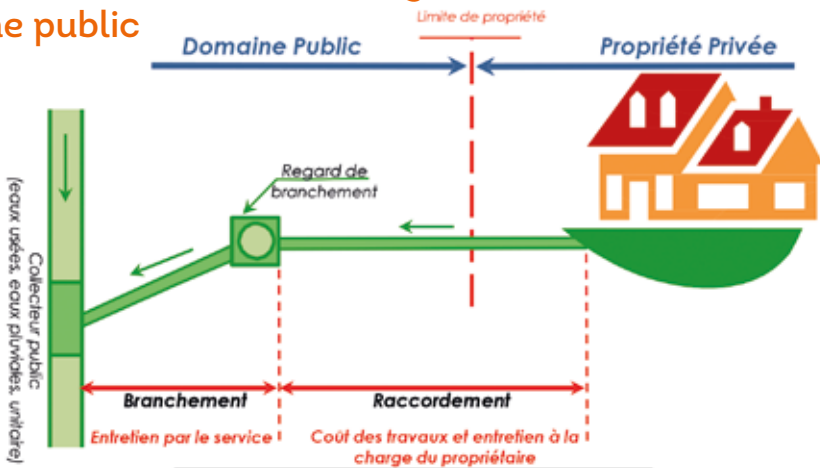 ne public
Limite de propriété
Domaine Public
Propriété Privée
Regard de
branchement
Collecteur public
(eaux usées, eaux pluviales, unitaire)
Branchement
Raccordement
Entretien par le service
Coût des travaux et entretien à la
charge du propriétaire